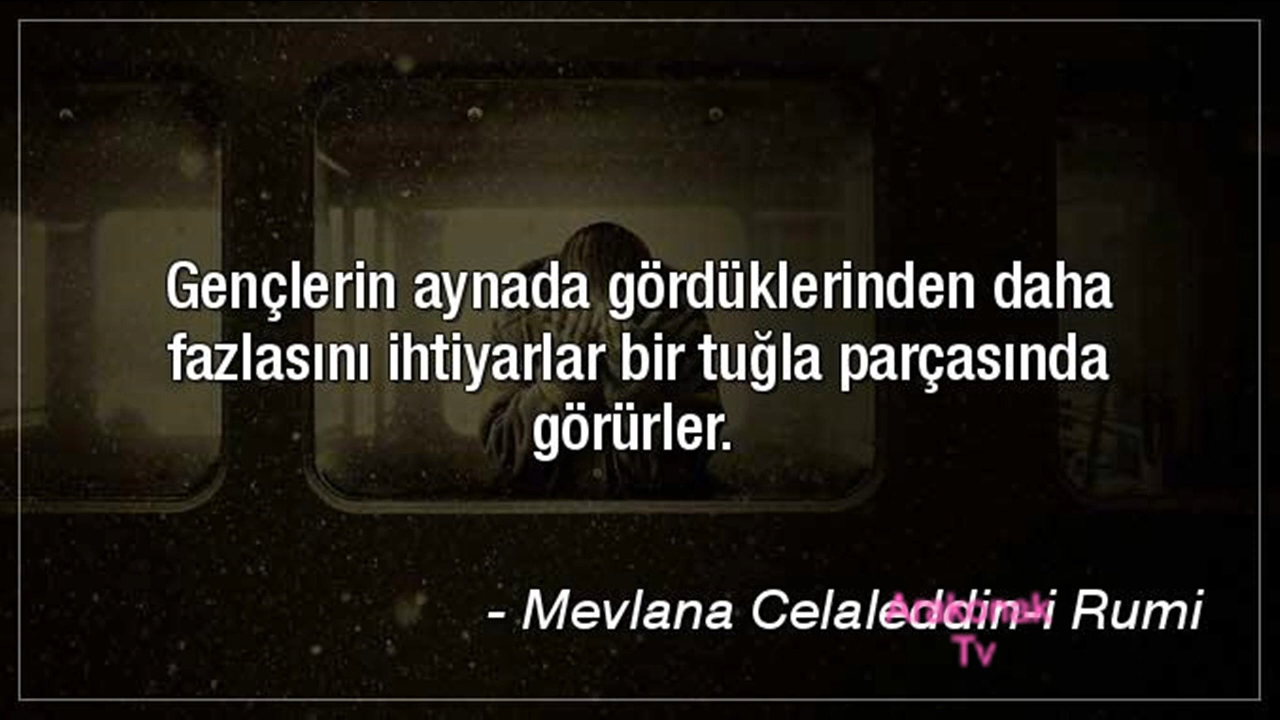 Gençlerin aynada gördüklerinden daha
fazlasını ihtiyarlar bir tuğla parçasında
görürler.
- Mevlana Celaleddin-i Rumi
Tv